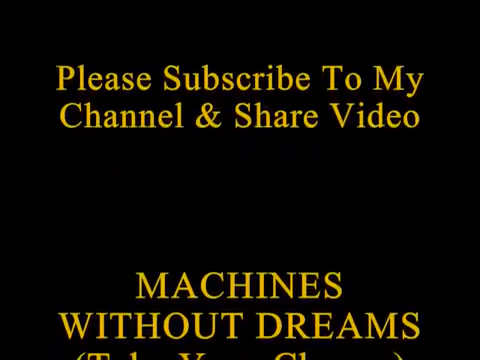 Please Subscribe To My
Channel & Share Video
MACHINES
WITHOUT DREAMS